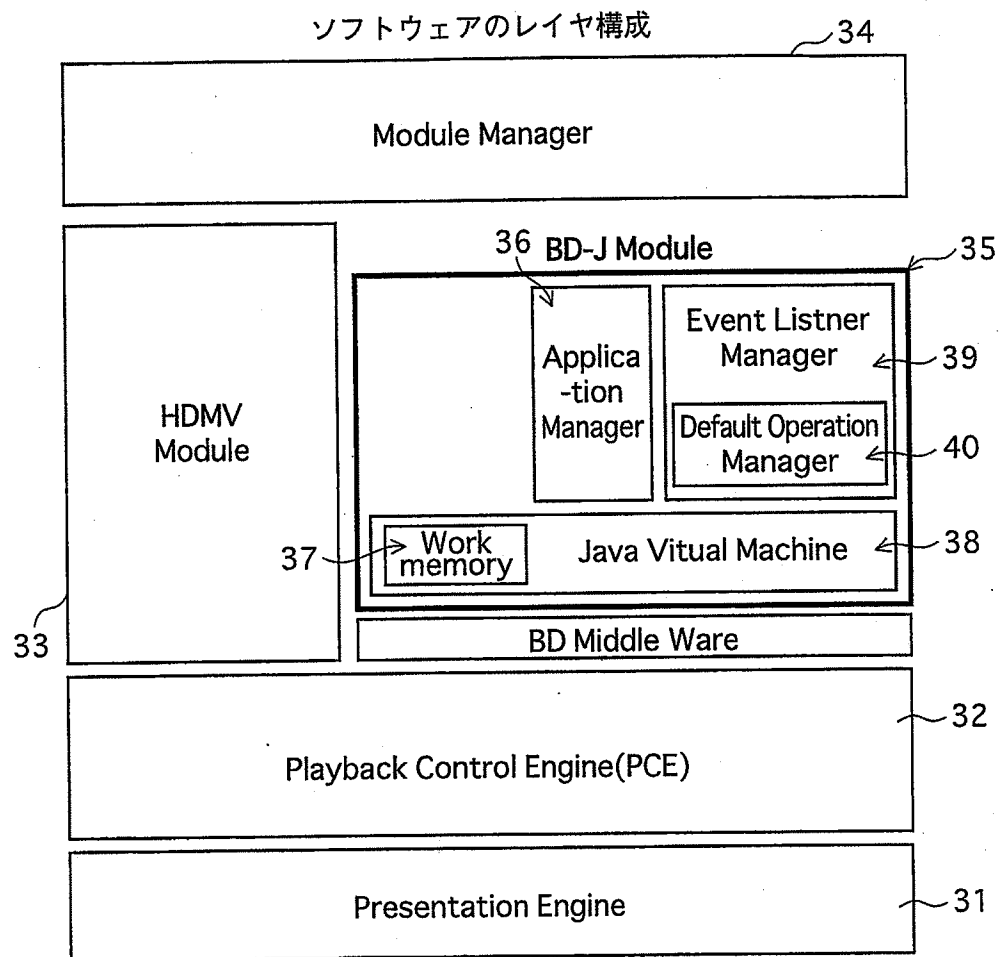 ソフトウェアのレイヤ構成
34
Module Manager
36
BD-J Module
35
HDMV
Module
Applica
-tion
Manager
Event Listner
Manager
39
Default Operation
Manager
40
37
Work
memory
Java Vitual Machine
38
33
BD Middle Ware
32
Playback Control Engine(PCE)
Presentation Engine
31